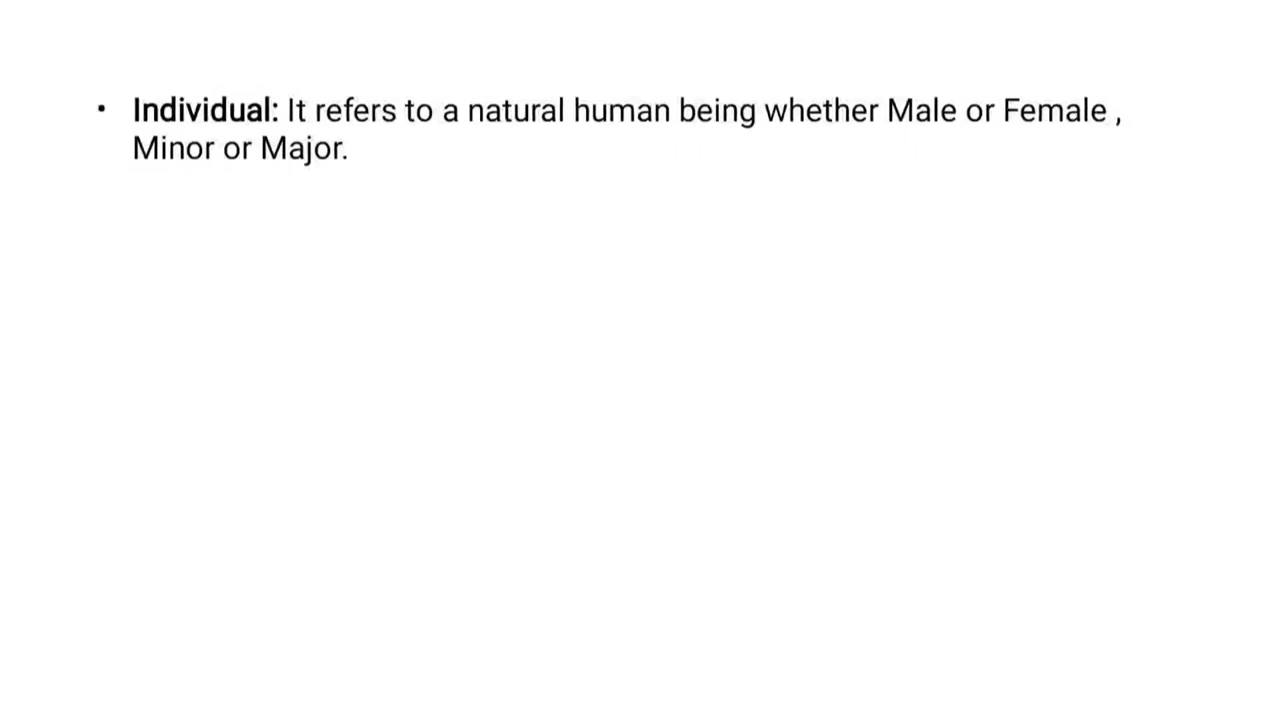 • Individual: It refers to a natural human being whether Male or Female ,
Minor or Major.